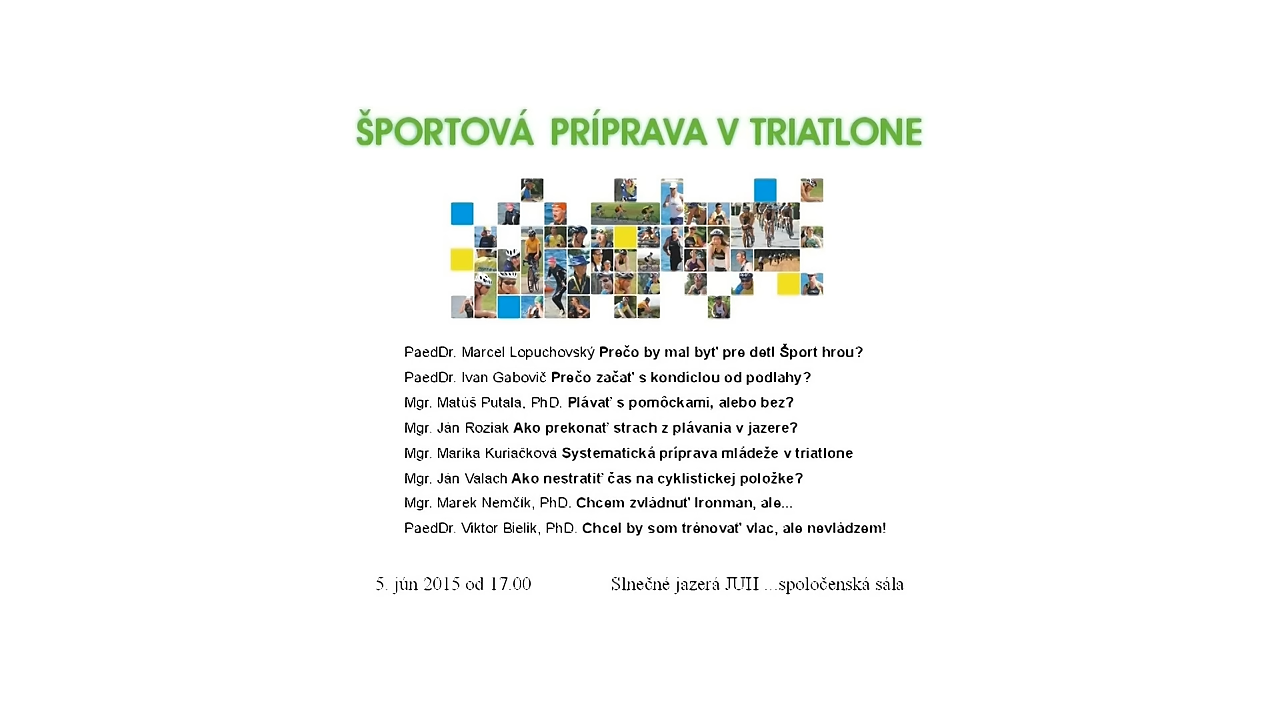 ŠPORTOVÁ PRÍPRAVA V TRIATLONE
PaedDr. Marcel Lopuchovský Prečo by mal byť pre deti Šport hrou?
PaedDr. Ivan Gabovič Prečo začať s kondíciou od podlahy?
Mgr. Matúš Putala, PhD. Plávať s pomôckami, alebo bez?
Mgr. Ján Roziak Ako prekonať strach z plávania v jazere?
Mgr. Marika Kuriačková Systematická príprava mládeže v triatlone
Mgr. Ján Valach Ako nestratiť čas na cyklistickej položke?
Mgr. Marek Nemčík, PhD. Chcem zvládnuť Ironman, ale...
PaedDr. Viktor Bielik, PhD. Chcel by som trénovať viac, ale nevládzem!
5. jún 2015 od 17.00 Slnečné jazerá JUH ...spoločenská sála